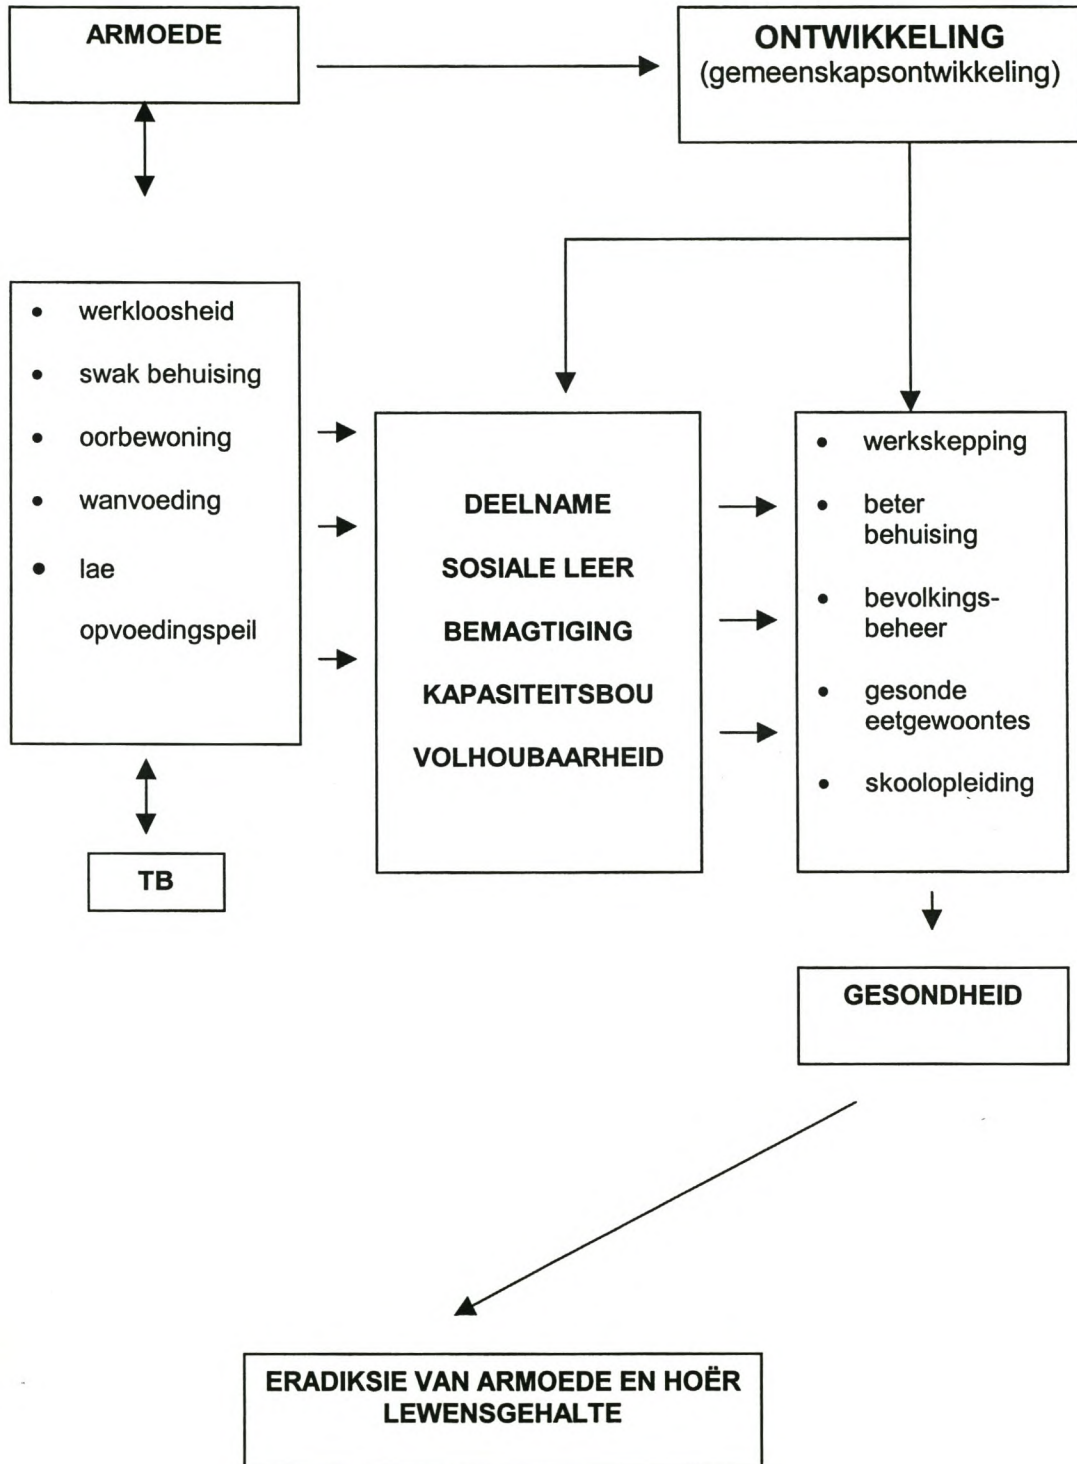 ARMOEDE
ONTWIKKELING
(gemeenskapsontwikkeling)
• werkloosheid
• swak behuising
• oorbewoning
• wanvoeding
• lae
opvoedingspeil
TB
DEELNAME
SOSIALE LEER
BEMAGTIGING
KAPASITEITSBOU
VOLHOUBAARHEID
• werkskepping
• beter
behuising
• bevolkings-
beheer
• gesonde
eetgewoontes
• skoolopleiding
GESONDHEID
ERADIKSIE VAN ARMOEDE EN HOËR
LEWENSGEHALTE